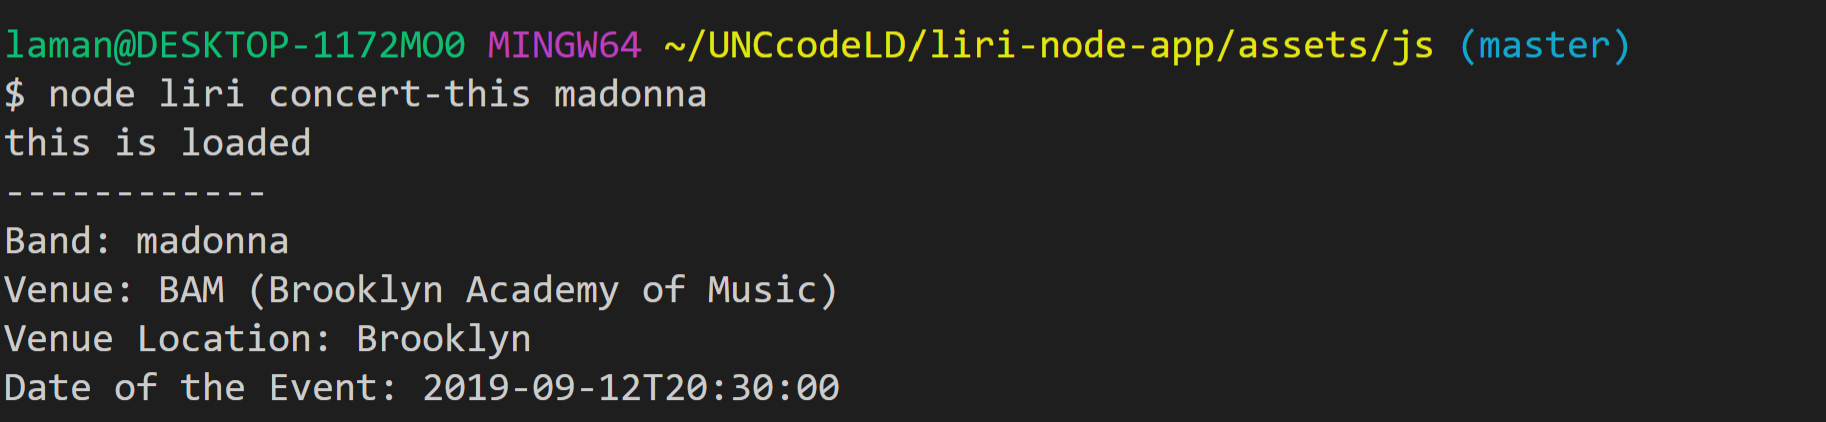 laman@DESKTOP-1172MO0 MINGW64 ~/UNCcodeLD/liri-node-app/assets/js (master)
$ node liri concert-this madonna
this is loaded
------------
Band: madonna
Venue: BAM (Brooklyn Academy of Music)
Venue Location: Brooklyn
Date of the Event: 2019-09-12T20:30:00